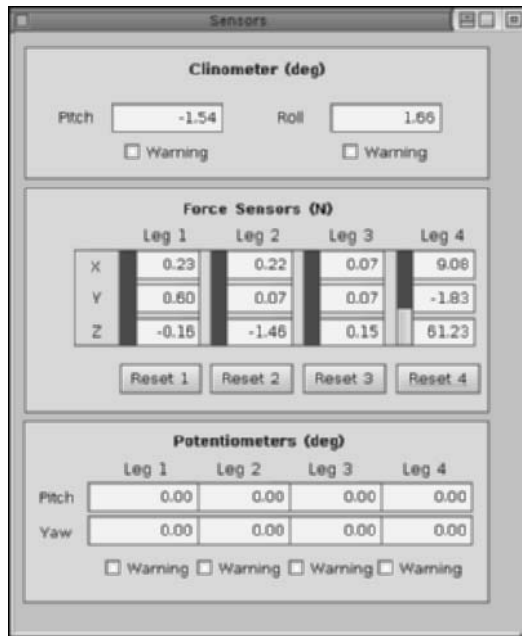 Sensors
Clinometer (deg)
Pitch -1.54 Roll 1.66
Warning Warning
Force Sensors (N)
Leg 1 Leg 2 Leg 3 Leg 4
X 0.23 0.22 0.07 9.08
Y 0.60 0.07 0.07 -1.83
Z -0.16 -1.46 0.15 61.23
Reset 1 Reset 2 Reset 3 Reset 4
Potentiometers (deg)
Leg 1 Leg 2 Leg 3 Leg 4
Pitch 0.00 0.00 0.00 0.00
Yaw 0.00 0.00 0.00 0.00
Warning Warning Warning Warning